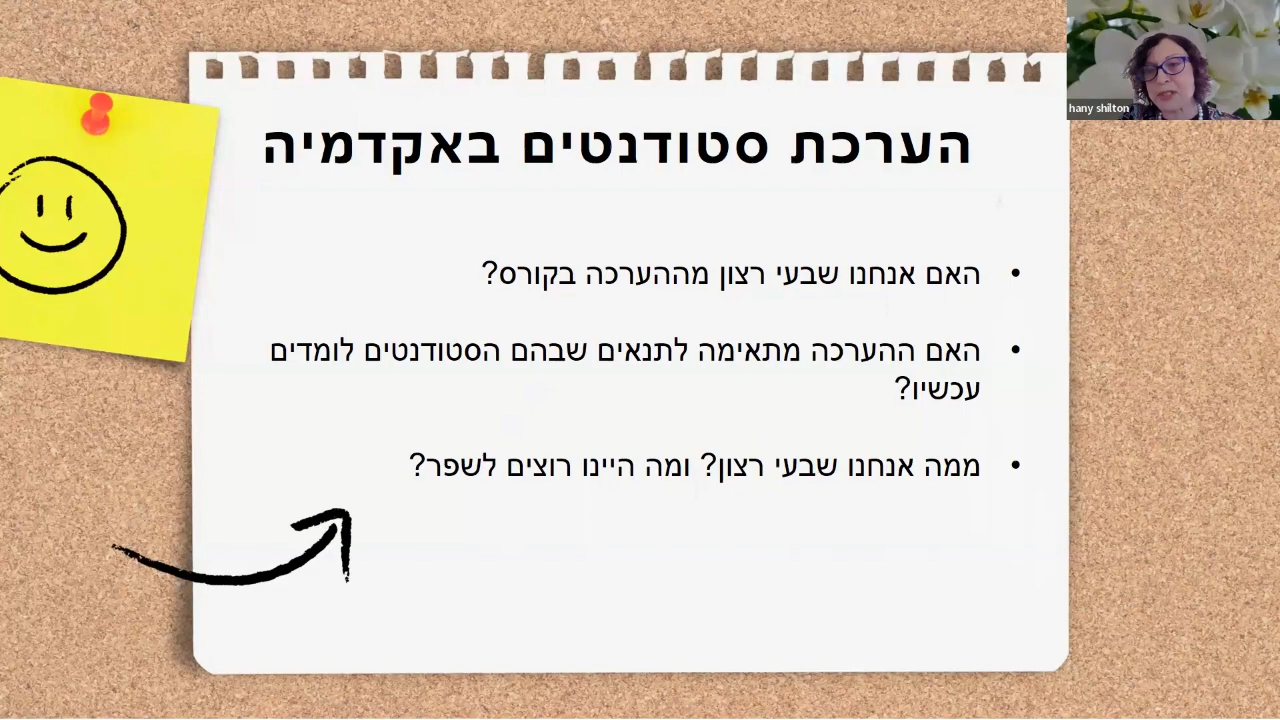 הערכת סטודנטים באקדמיה
hany shilton
• האם אנחנו שבעי רצון מההערכה בקורס?
• האם ההערכה מתאימה לתנאים שבהם הסטודנטים לומדים
עכשיו?
• ממה אנחנו שבעי רצון? ומה היינו רוצים לשפר?